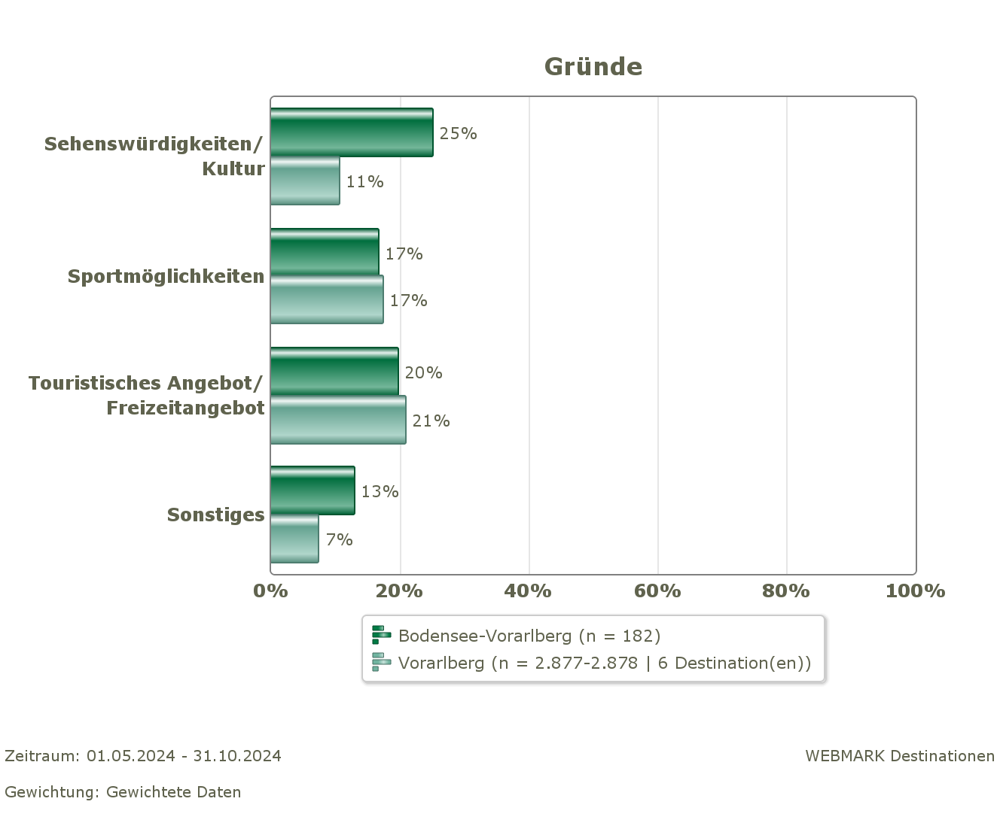 Gründe
Sehenswürdigkeiten/
Kultur
25%
11%
Sportmöglichkeiten
17%
17%
Touristisches Angebot/
Freizeitangebot
20%
21%
Sonstiges
13%
7%
0% 20% 40% 60% 80% 100%
Bodensee-Vorarlberg (n = 182)
Vorarlberg (n = 2.877-2.878 | 6 Destination(en))
Zeitraum: 01.05.2024 - 31.10.2024 WEBMARK Destinationen
Gewichtung: Gewichtete Daten